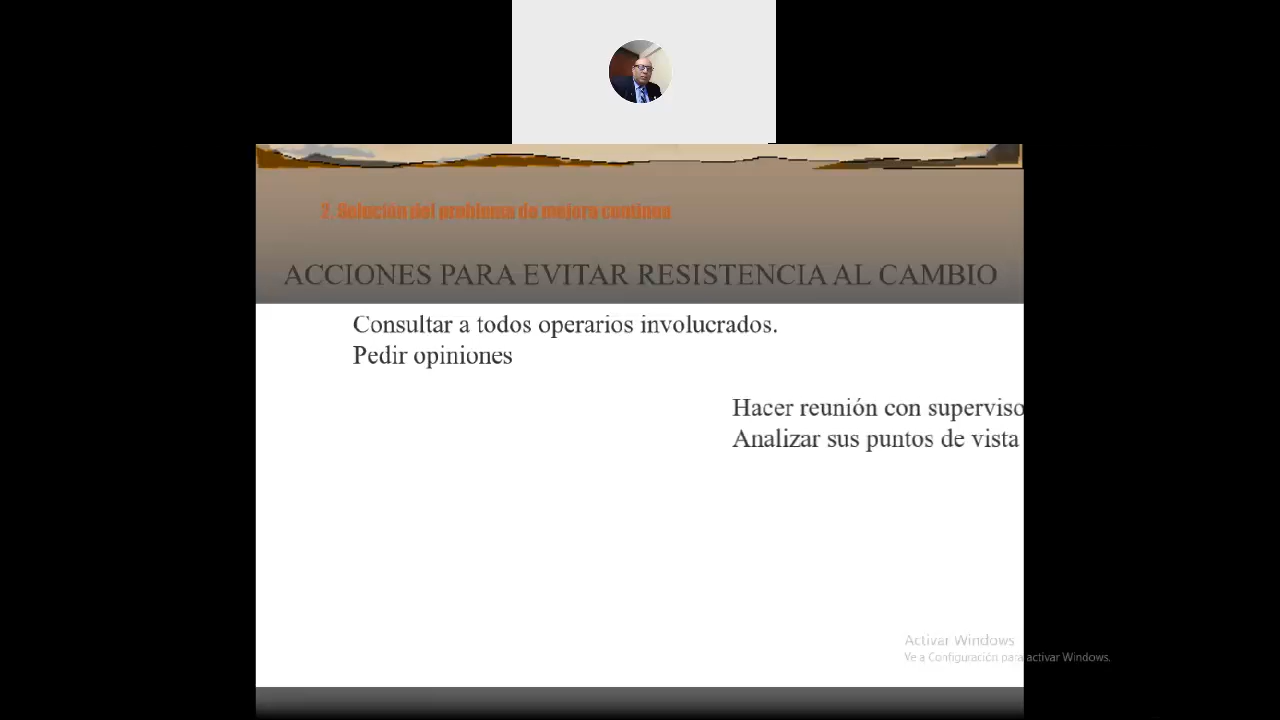 2. Solución del problema de mejora continua
ACCIONES PARA EVITAR RESISTENCIA AL CAMBIO
Consultar a todos operarios involucrados.
Pedir opiniones
Hacer reunión con superviso
Analizar sus puntos de vista
Activar Windows
Ve a Configuración para activar Windows.